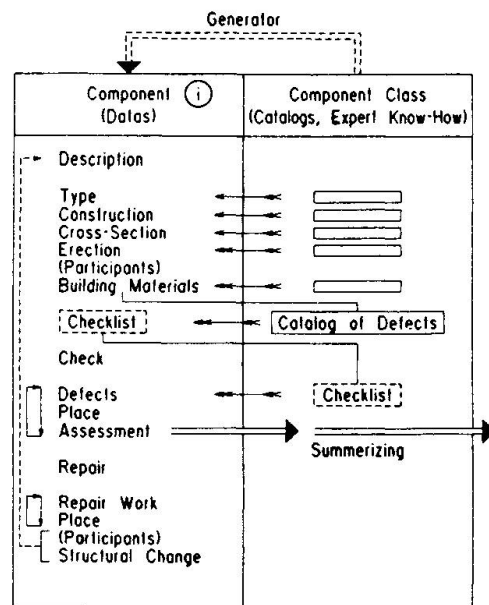 Generator
Component i
(Datas)
Component Class
(Catalogs, Expert Know-How)
Description
Type
Construction
Cross-Section
Erection
(Participants)
Building Materials
Checklist
Catalog of Defects
Check
Defects
Checklist
Place
Assessment
Summerizing
Repair
Repair Work
Place
(Participants)
Structural Change